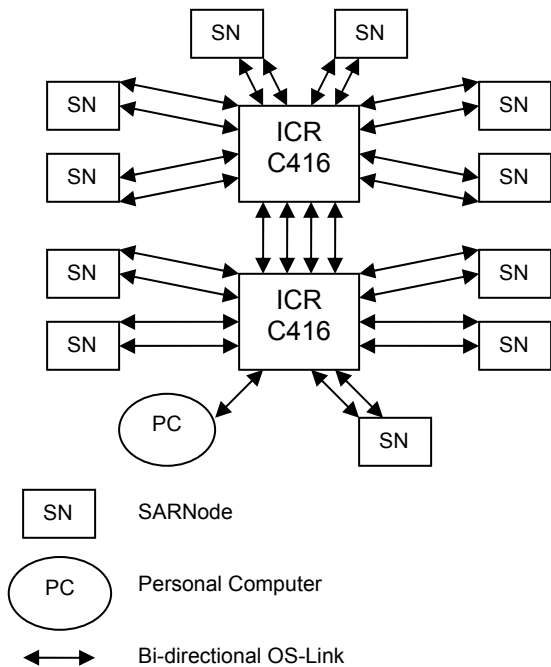 SN
SN
SN
SN
ICR
C416
SN
SN
SN
SN
ICR
C416
SN
SN
PC
SN
SN
SARNode
PC
Personal Computer
Bi-directional OS-Link